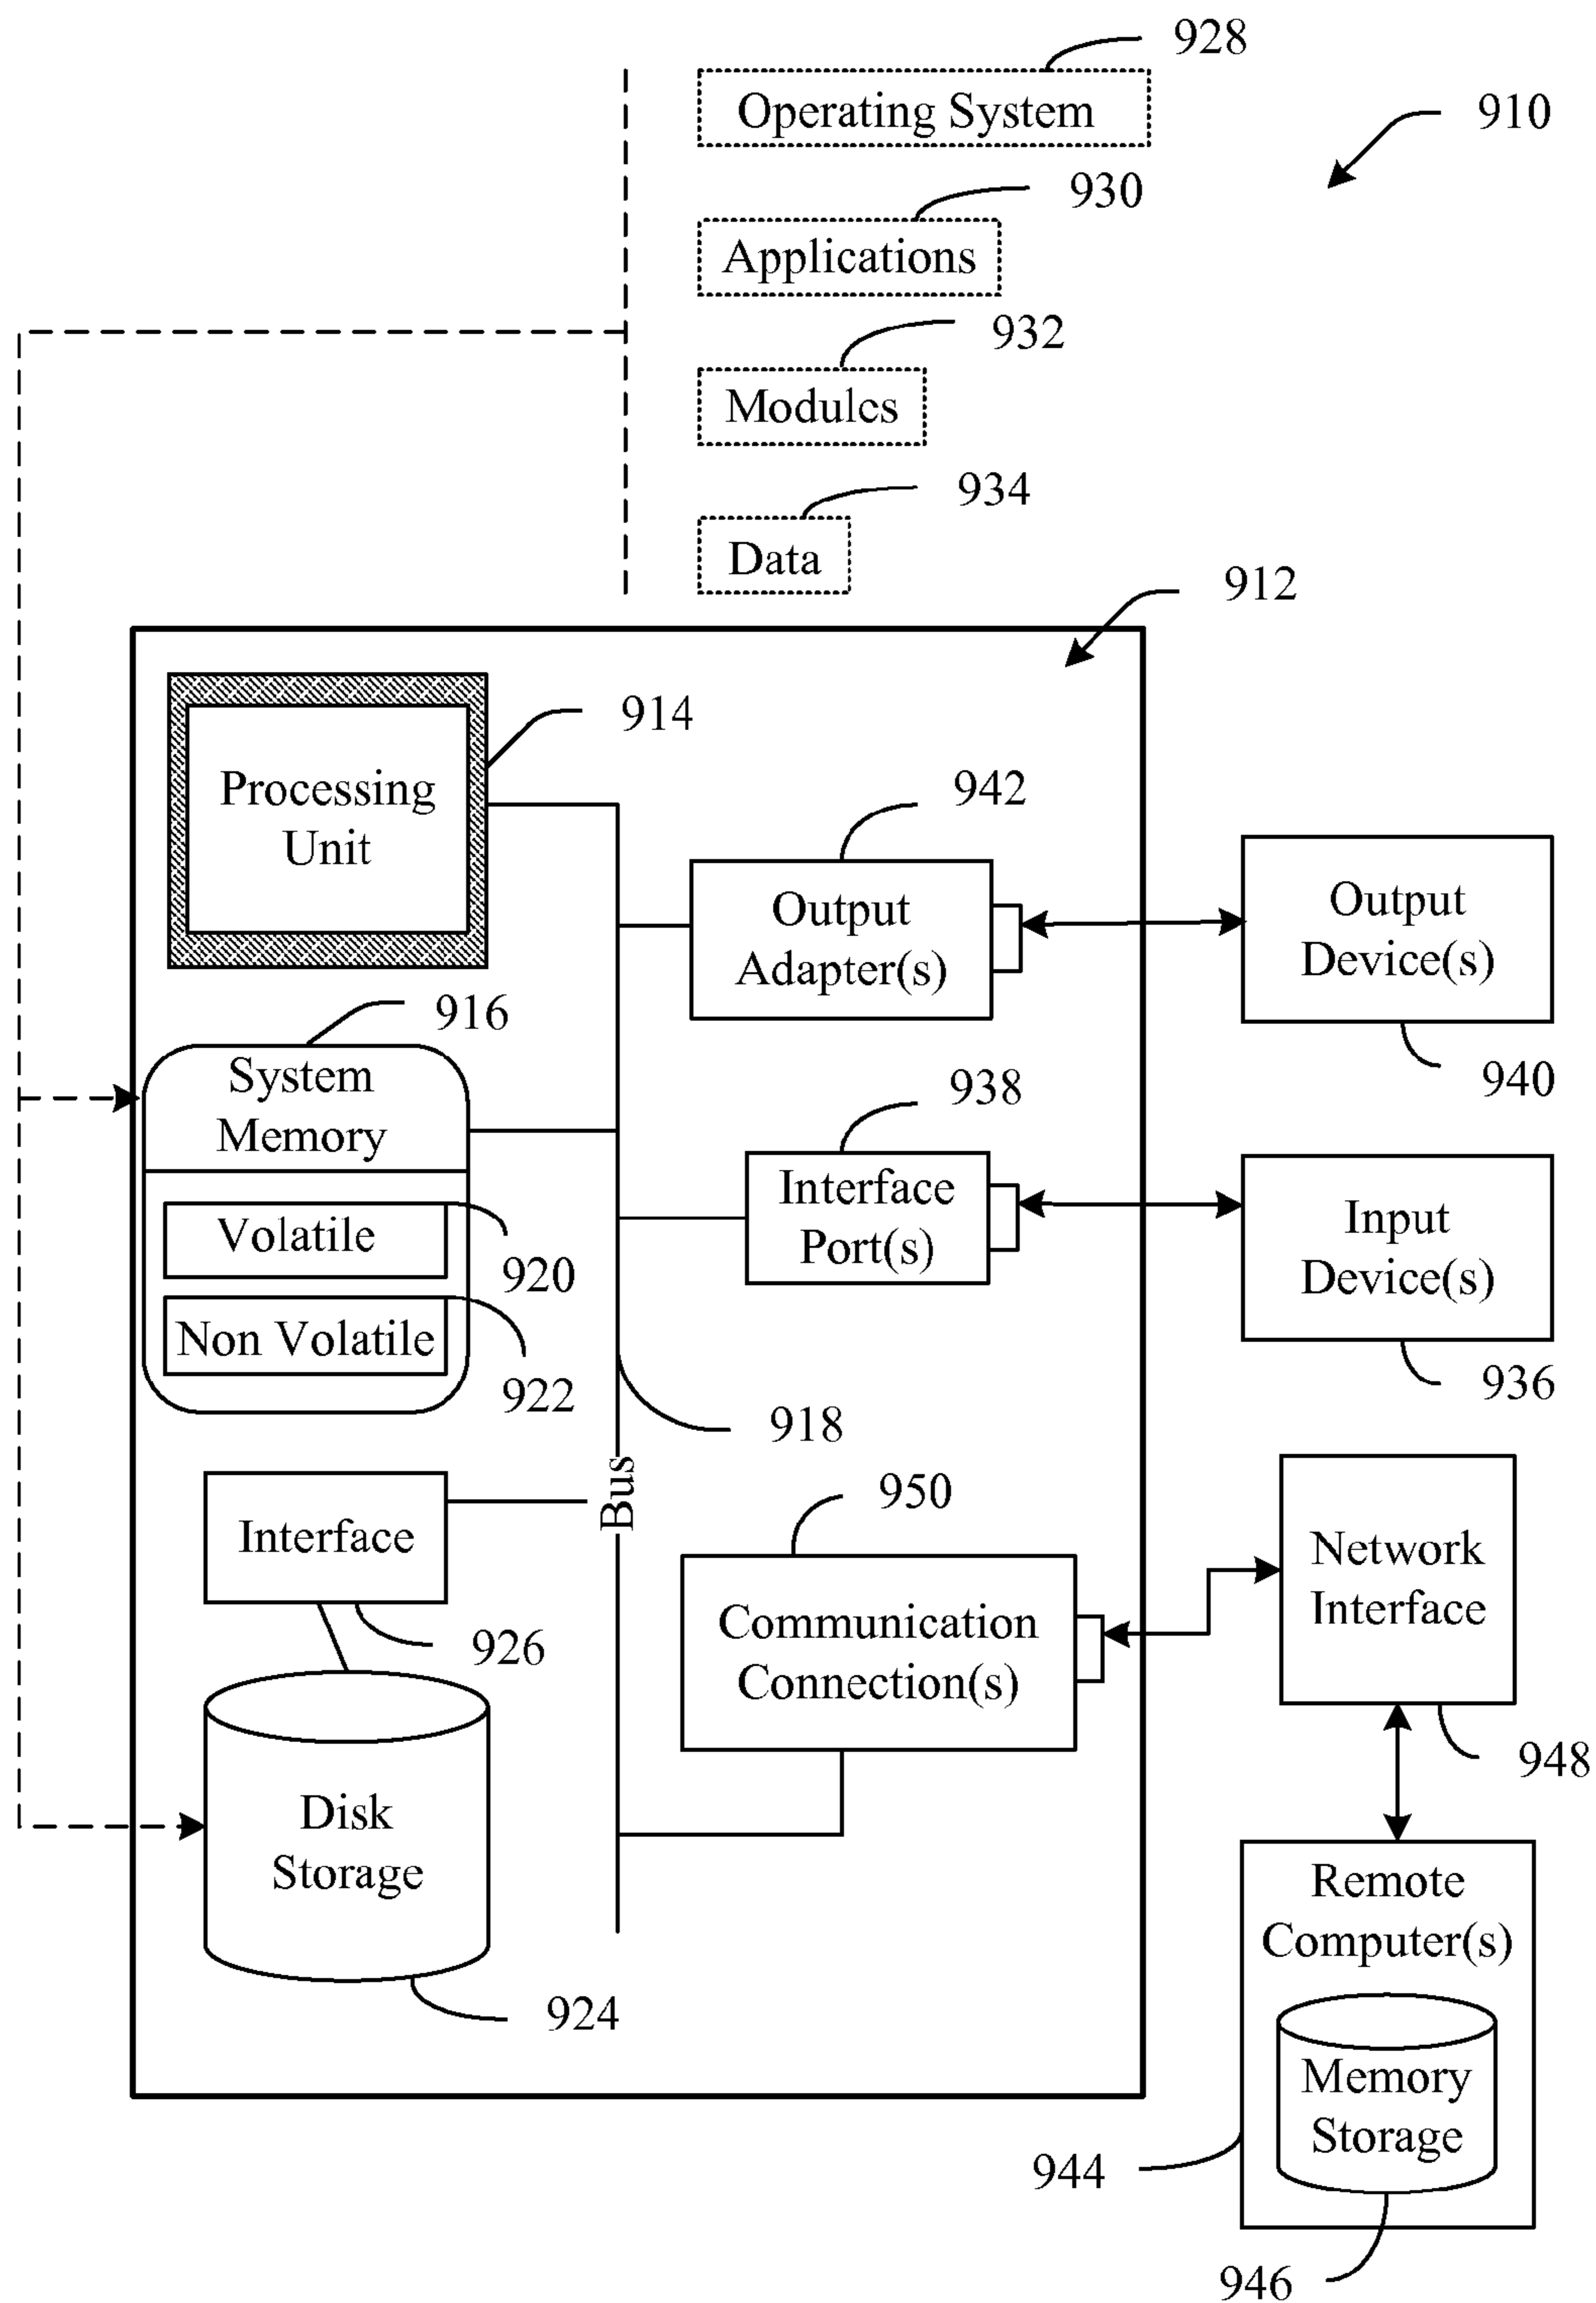 928
Operating System
910
930
Applications
932
Modules
934
Data
912
914
Processing
Unit
942
Output
Adapter(s)
Output
Device(s)
940
916
System
Memory
938
Interface
Port(s)
Input
Device(s)
936
Volatile
920
Non Volatile
922
918
Bus
950
Interface
926
Communication
Connection(s)
Network
Interface
948
Disk
Storage
924
Remote
Computer(s)
Memory
Storage
944
946